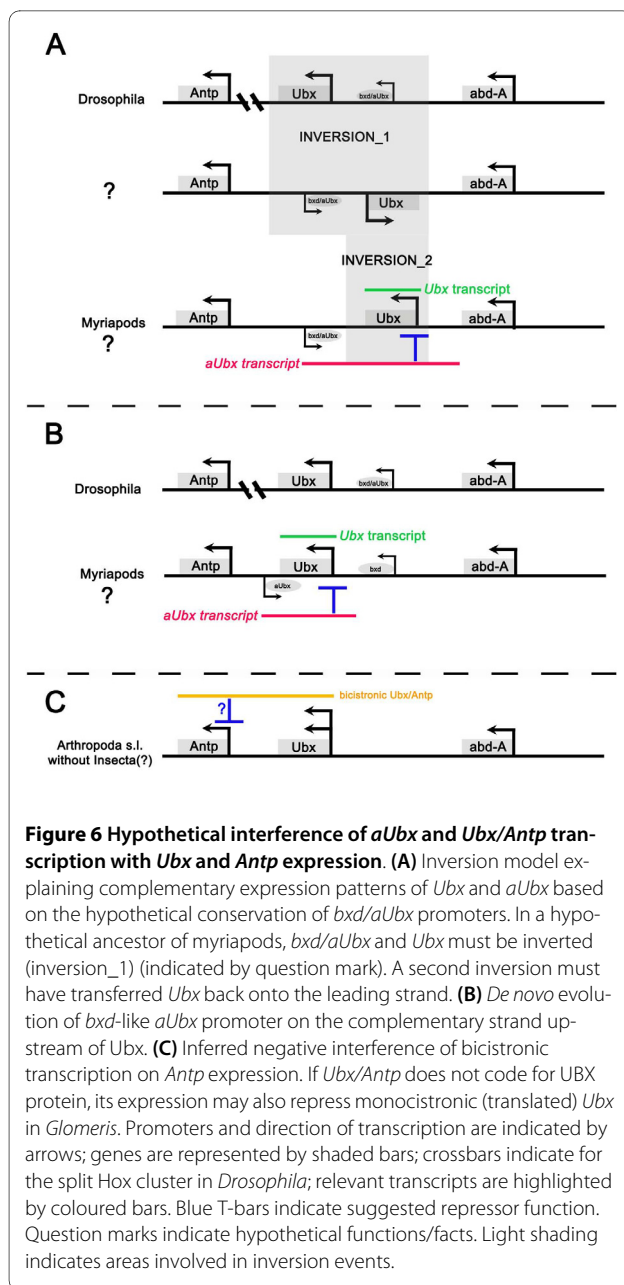 A
Antp
Ubx
bxd/aUbx
abd-A
Drosophila
INVERSION_1
?
Antp
bxd/aUbx
Ubx
abd-A
INVERSION_2
Ubx transcript
Antp
Ubx
abd-A
Myriapods
?
bxd/aUbx
aUbx transcript
B
Drosophila
Antp
Ubx
bxd/aUbx
abd-A
Ubx transcript
Myriapods
?
Antp
Ubx
bxd
abd-A
aUbx
aUbx transcript
C
bicistronic Ubx/Antp
?
Arthropoda s.l.
without Insecta(?)
Antp
Ubx
abd-A
Figure 6 Hypothetical interference of aUbx and Ubx/Antp tran-
scription with Ubx and Antp expression. (A) Inversion model ex-
plaining complementary expression patterns of Ubx and aUbx based
on the hypothetical conservation of bxd/aUbx promoters. In a hypo-
thetical ancestor of myriapods, bxd/aUbx and Ubx must be inverted
(inversion_1) (indicated by question mark). A second inversion must
have transferred Ubx back onto the leading strand. (B) De novo evolu-
tion of bxd-like aUbx promoter on the complementary strand up-
stream of Ubx. (C) Inferred negative interference of bicistronic
transcription on Antp expression. If Ubx/Antp does not code for UBX
protein, its expression may also repress monocistronic (translated) Ubx
in Glomeris. Promoters and direction of transcription are indicated by
arrows; genes are represented by shaded bars; crossbars indicate for
the split Hox cluster in Drosophila; relevant transcripts are highlighted
by coloured bars. Blue T-bars indicate suggested repressor function.
Question marks indicate hypothetical functions/facts. Light shading
indicates areas involved in inversion events.